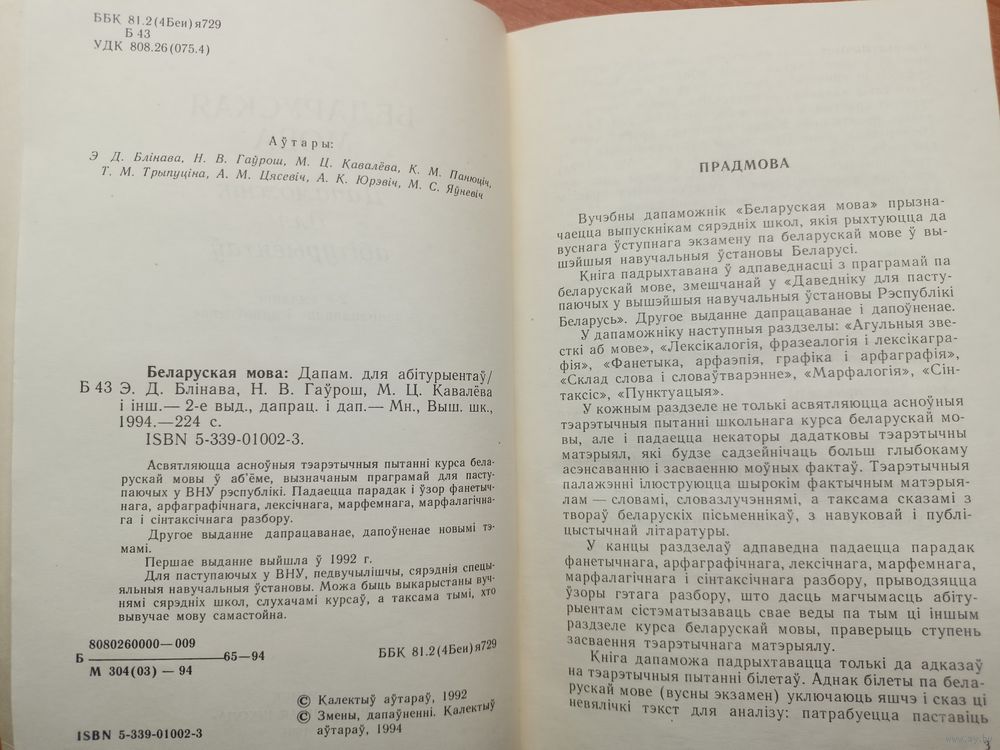 ББК 81.2(4Беи)я729
Б 43
УДК 808.26(075.4)
Аўтары:
Э Д. Блінава, Н. В. Гаўрош, М. Ц. Кавалёва, К. М. Панюціч,
Т. М. Трыпуціна, А. М. Цясевіч, А. К. Юрэвіч, М. С. Яўневіч
Беларуская мова: Дапам. для абітурыентаў/
Б 43 Э. Д. Блінава, Н. В. Гаўрош, М. Ц. Кавалёва
і інш.— 2-е выд., дапрац. і дап.— Мн., Выш. шк.,
1994.—224 с.
ISBN 5-339-01002-3.
Асвятляюцца асноўныя тэарэтычныя пытанні курса бела-
рускай мовы ў аб'ёме, вызначаным праграмай для пасту-
паючых у ВНУ рэспублікі. Падаецца парадак і ўзор фанетыч-
нага, арфаграфічнага, лексічнага, марфемнага, марфалагічна-
га і сінтаксічнага разбору.
Другое выданне дапрацаванае, дапоўненае новымі тэ-
мамі.
Першае выданне выйшла ў 1992 г.
Для паступаючых у ВНУ, педвучылішчы, сярэднія спецы-
яльныя навучальныя ўстановы. Можа быць выкарыстаны вуч-
нямі сярэдніх школ, слухачамі курсаў, а таксама тымі, хто
вывучае мову самастойна.
8080260000—009
Б ————— 65—94
М 304(03) — 94
ББК 81.2(4Беи)я729
© Калектыў аўтараў, 1992
© Змены, дапаўненні. Калектыў
аўтараў, 1994
ISBN 5-339-01002-3
ПРАДМОВА
Вучэбны дапаможнік «Беларуская мова» прызна-
чаецца выпускнікам сярэдніх школ, якія рыхтуюцца да
вуснага ўступнага экзамену па беларускай мове ў вы-
шэйшыя навучальныя ўстановы Беларусі.
Кніга падрыхтавана ў адпаведнасці з праграмай па
беларускай мове, змешчанай у «Даведніку для пасту-
паючых у вышэйшыя навучальныя ўстановы Рэспублікі
Беларусь». Другое выданне дапрацаванае і дапоўненае.
У дапаможніку наступныя раздзелы: «Агульныя зве-
сткі аб мове», «Лексікалогія, фразеалогія і лексікагра-
фія», «Фанетыка, арфаэпія, графіка і арфаграфія»,
«Склад слова і словаўтварэнне», «Марфалогія», «Сін-
таксіс», «Пунктуацыя».
У кожным раздзеле не толькі асвятляюцца асноўныя
тэарэтычныя пытанні школьнага курса беларускай мо-
вы, але і падаецца некаторы дадатковы тэарэтычны
матэрыял, які будзе садзейнічаць больш глыбокаму
асэнсаванню і засваенню моўных фактаў. Тэарэтычныя
палажэнні ілюструюцца шырокім фактычным матэрыя-
лам — словамі, словазлучэннямі, а таксама сказамі з
твораў беларускіх пісьменнікаў, з навуковай і публі-
цыстычнай літаратуры.
У канцы раздзелаў адпаведна падаецца парадак
фанетычнага, арфаграфічнага, лексічнага, марфемнага,
марфалагічнага і сінтаксічнага разбору, прыводзяцца
ўзоры гэтага разбору, што дасць магчымасць абіту-
рыентам сістэматызаваць свае веды па тым ці іншым
раздзеле курса беларускай мовы, праверыць ступень
засваення тэарэтычнага матэрыялу.
Кніга дапаможа падрыхтавацца толькі да адказаў
на тэарэтычныя пытанні білетаў. Аднак білеты па бела-
рускай мове (вусны экзамен) уключаюць яшчэ і сказ ці
невялічкі тэкст для аналізу: патрабуецца паставіць